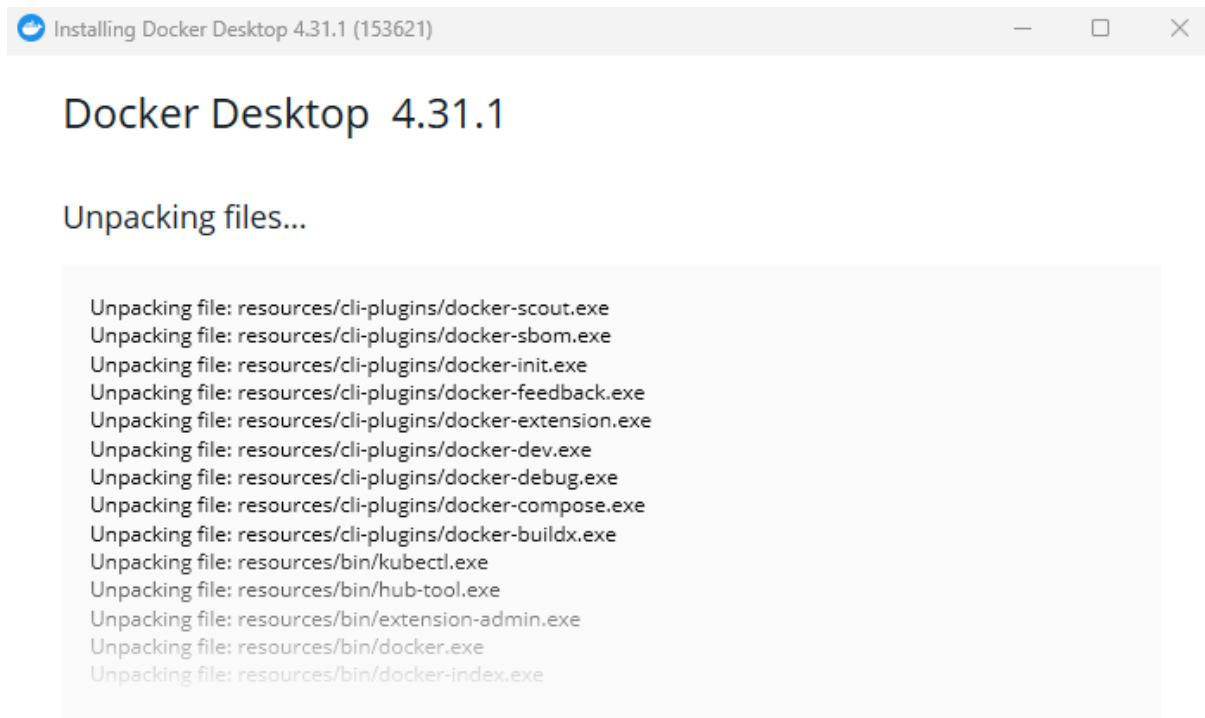 Installing Docker Desktop 4.31.1 (153621)
Docker Desktop 4.31.1
Unpacking files...
Unpacking file: resources/cli-plugins/docker-scout.exe
Unpacking file: resources/cli-plugins/docker-sbom.exe
Unpacking file: resources/cli-plugins/docker-init.exe
Unpacking file: resources/cli-plugins/docker-feedback.exe
Unpacking file: resources/cli-plugins/docker-extension.exe
Unpacking file: resources/cli-plugins/docker-dev.exe
Unpacking file: resources/cli-plugins/docker-debug.exe
Unpacking file: resources/cli-plugins/docker-compose.exe
Unpacking file: resources/cli-plugins/docker-buildx.exe
Unpacking file: resources/bin/kubectl.exe
Unpacking file: resources/bin/hub-tool.exe
Unpacking file: resources/bin/extension-admin.exe
Unpacking file: resources/bin/docker.exe
Unpacking file: resources/bin/docker-index.exe